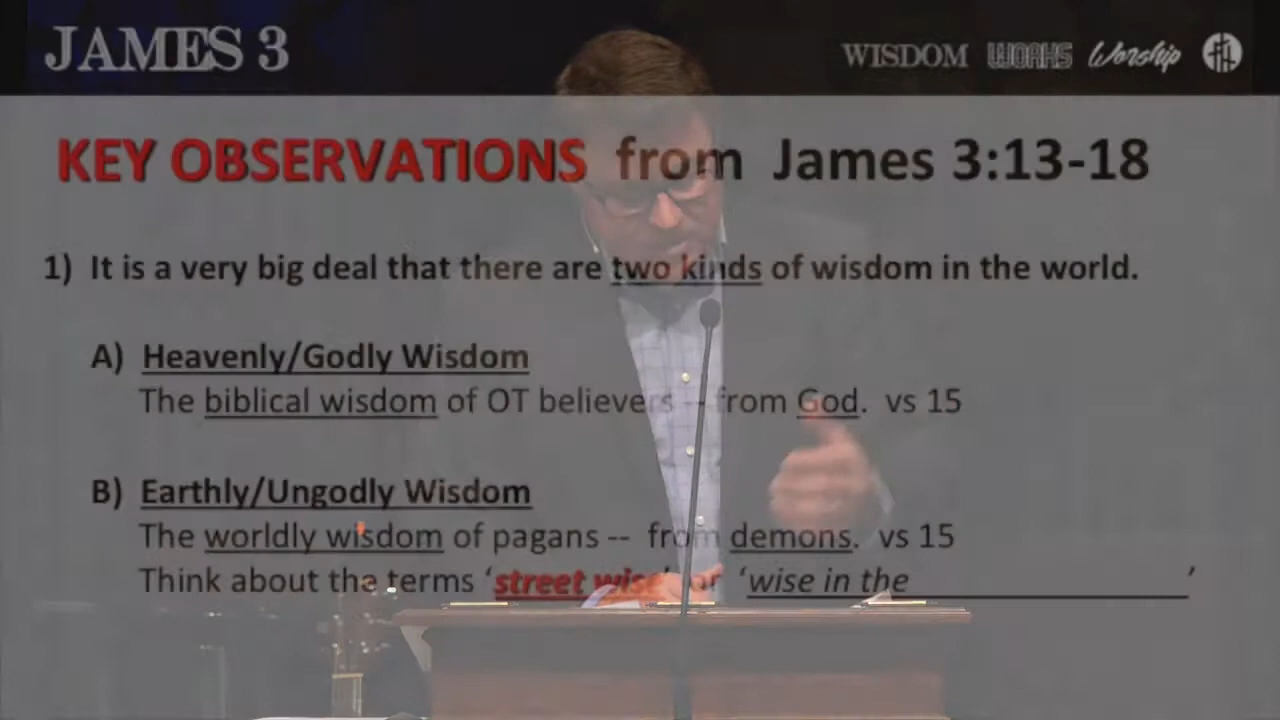 JAMES 3
WISDOM WORKS Worship
KEY OBSERVATIONS from James 3:13-18
1) It is a very big deal that there are two kinds of wisdom in the world.
A) Heavenly/Godly Wisdom
The biblical wisdom of OT believers -- from God. vs 15
B) Earthly/Ungodly Wisdom
The worldly wisdom of pagans -- from demons. vs 15
Think about the terms ‘street wise’ or ‘wise in the ’